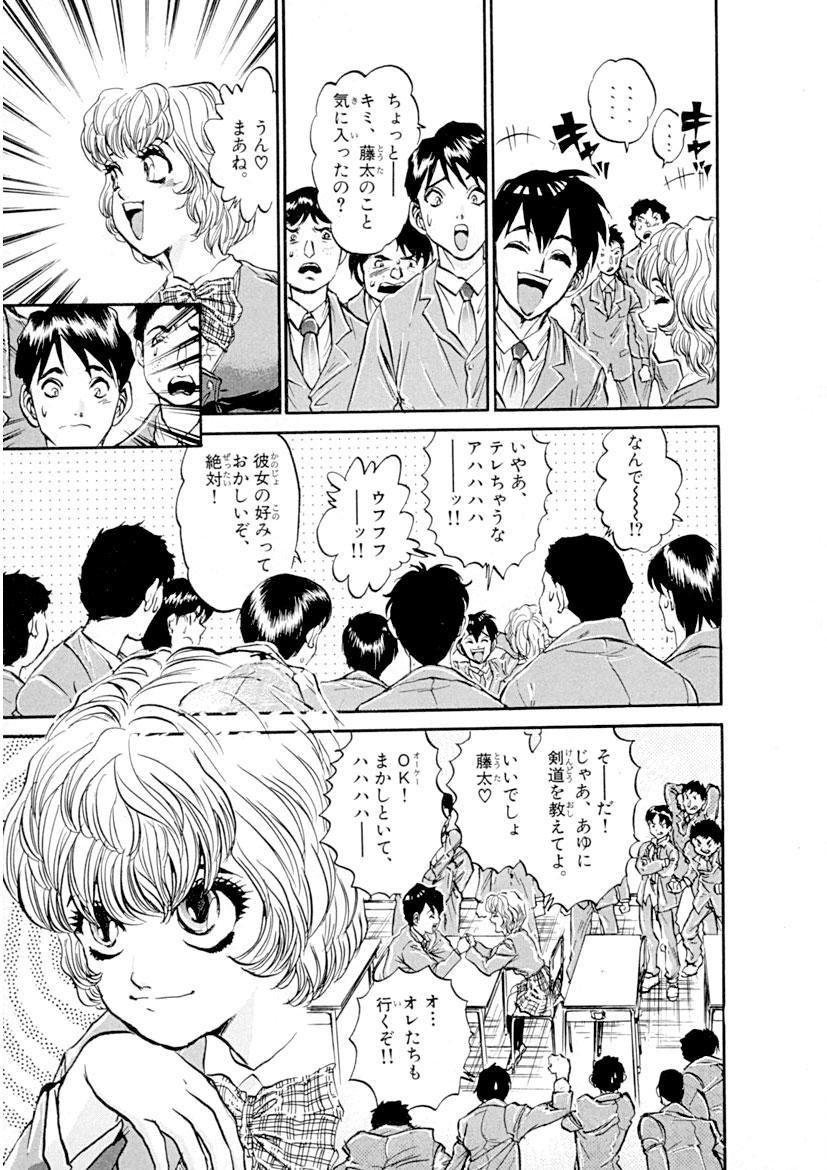 ・・・・
・・・・
キャッ
キャッ
ちょっと——
キミ、藤太のこと
気に入ったの？
うん♡
まあね。
なんで〜〜!?
いやあ、
テレちゃうな
アハハハハ
——ッ!!
ウフフフ
——ッ!!
彼女の好みって
おかしいぞ、
絶対！
そ——だ！
じゃあ、あゆに
剣道を教えてよ。
いいでしょ
藤太♡
OK！
まかしといて、
ハハハハ——
オ…
オレたちも
行くぞ!!